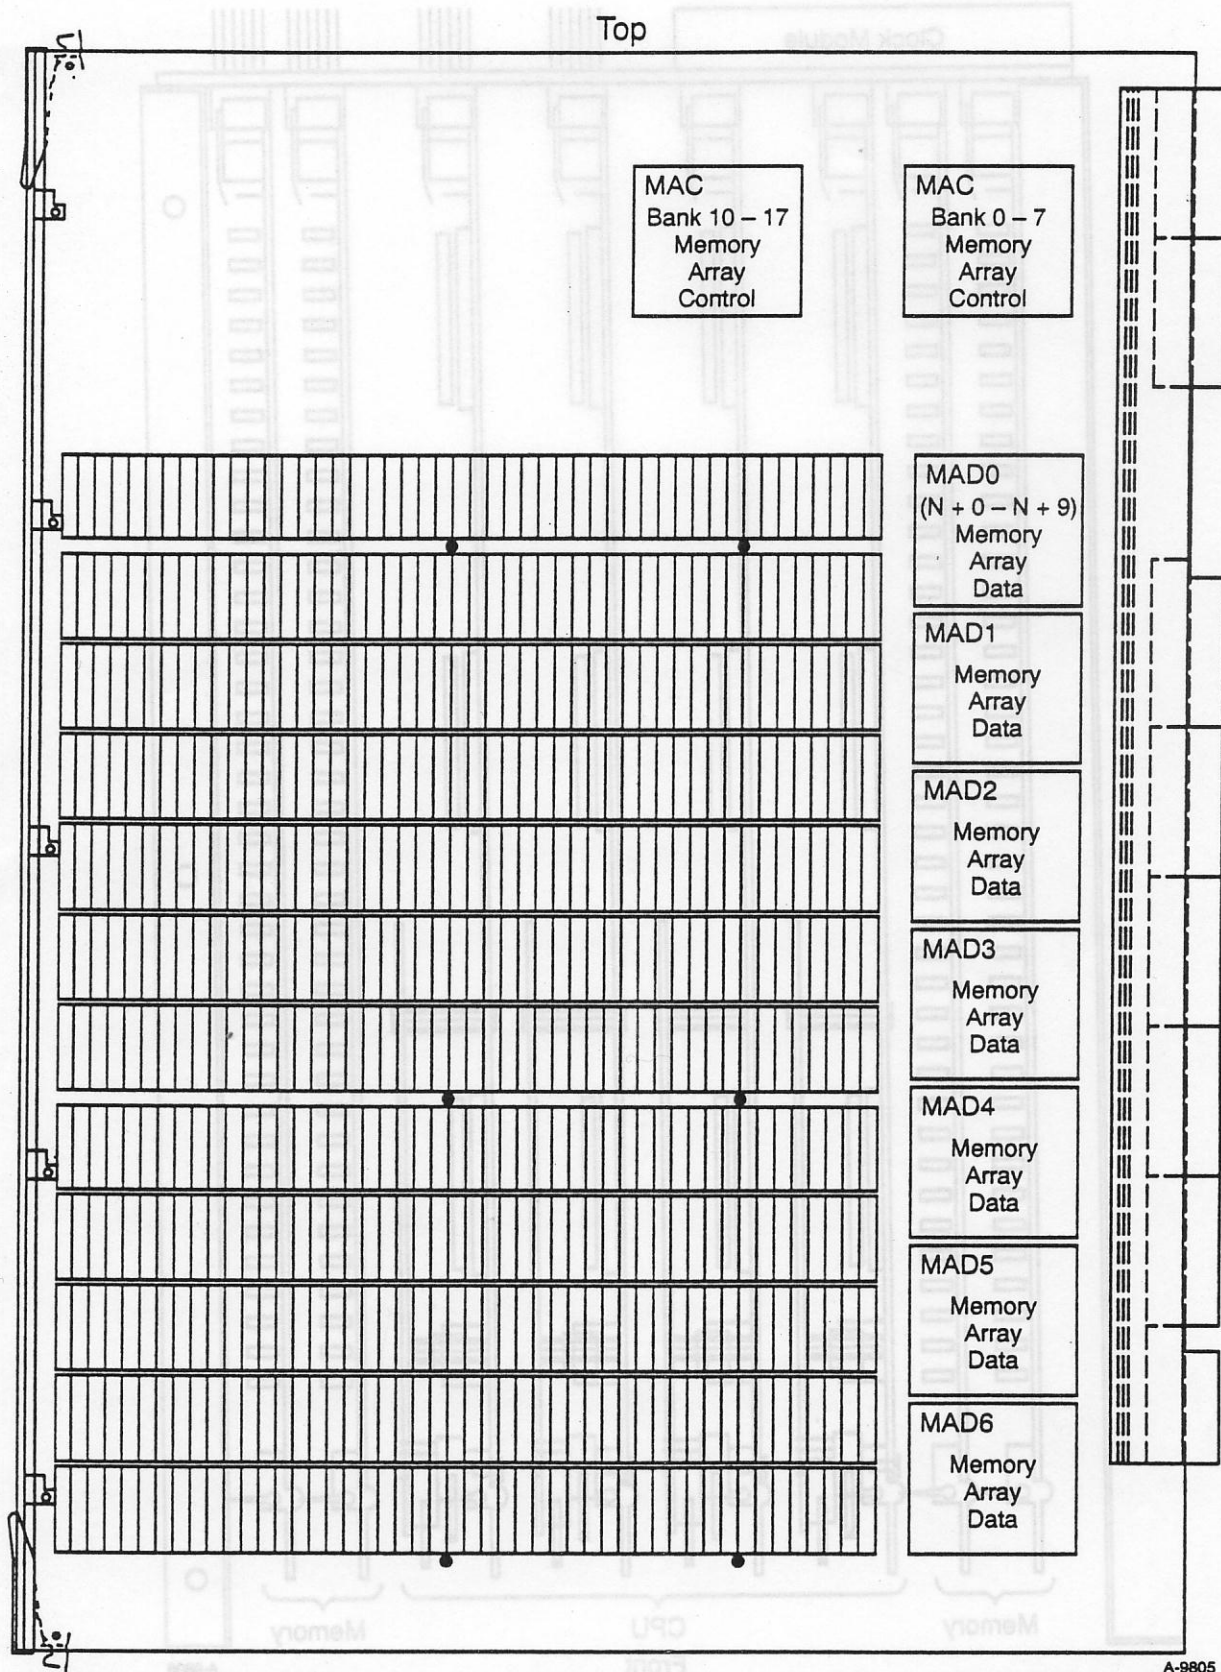 Top
MAC
Bank 10 – 17
Memory
Array
Control
MAC
Bank 0 – 7
Memory
Array
Control
MAD0
(N + 0 – N + 9)
Memory
Array
Data
MAD1
Memory
Array
Data
MAD2
Memory
Array
Data
MAD3
Memory
Array
Data
MAD4
Memory
Array
Data
MAD5
Memory
Array
Data
MAD6
Memory
Array
Data
A-9805
Clock Module
Memory
CPU
Memory
Front